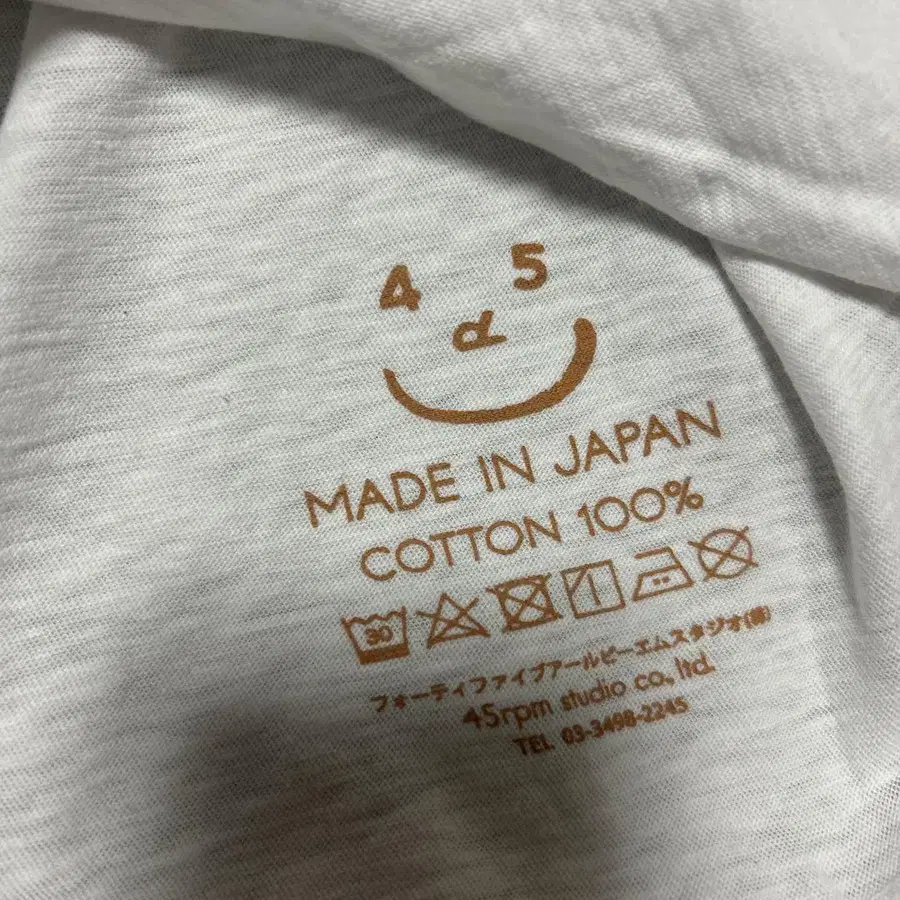 4 5
R
MADE IN JAPAN
COTTON 100%
30
フォーティファイブアールピーエムスタジオ(株)
45rpm studio co., ltd.
TEL 03-3498-2245